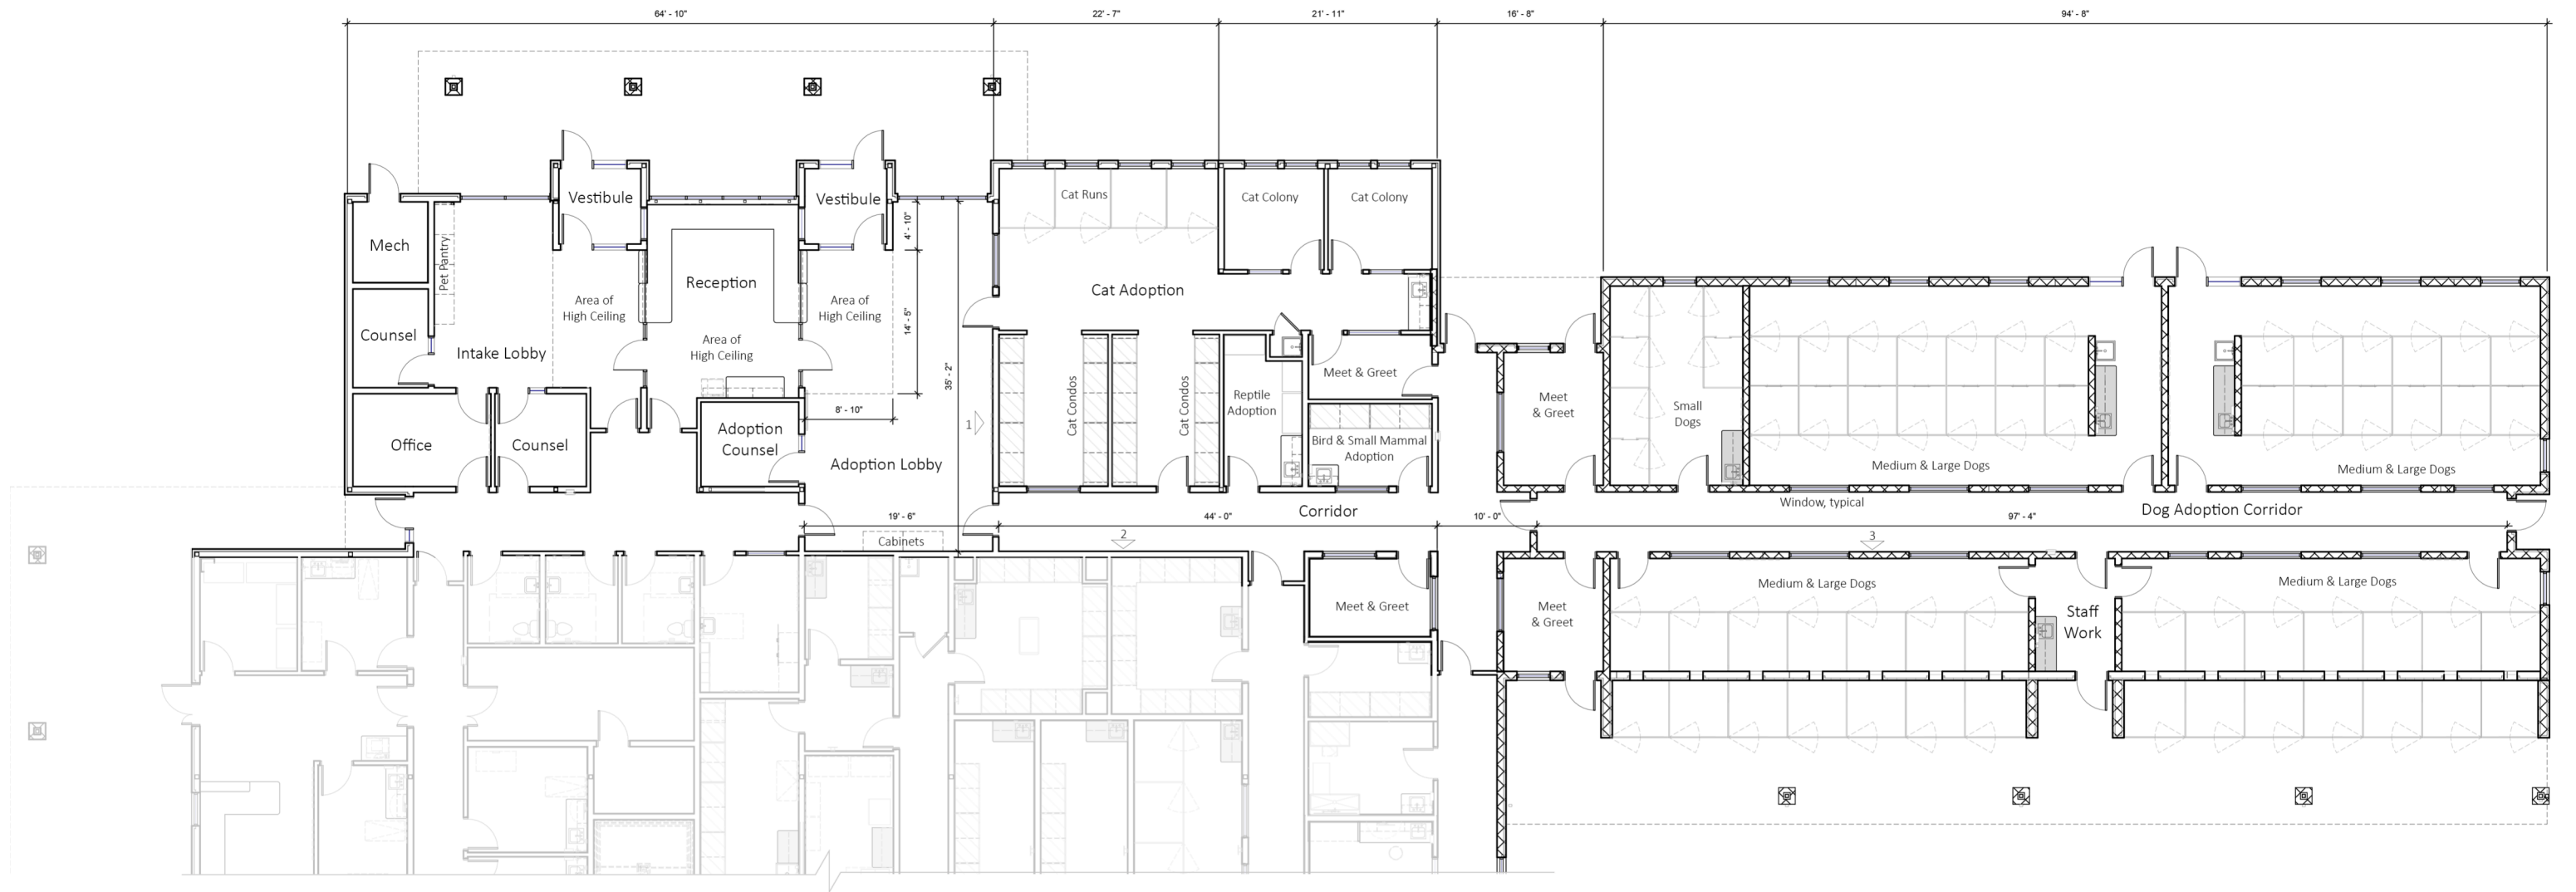 64' - 10"
22' - 7"
21' - 11"
16' - 8"
94' - 8"
Vestibule
Vestibule
Cat Runs
Cat Colony
Cat Colony
Mech
Pet Pantry
4' - 10"
Reception
Cat Adoption
Area of
High Ceiling
Area of
High Ceiling
14' - 5"
Counsel
Intake Lobby
Area of
High Ceiling
35' - 2"
Meet & Greet
Cat Condos
Cat Condos
Reptile
Adoption
Meet
& Greet
Small
Dogs
8' - 10"
1
Office
Counsel
Adoption
Counsel
Bird & Small Mammal
Adoption
Adoption Lobby
Medium & Large Dogs
Medium & Large Dogs
Window, typical
Corridor
Dog Adoption Corridor
19' - 6"
44' - 0"
10' - 0"
97' - 4"
Cabinets
2
3
Meet & Greet
Meet
& Greet
Medium & Large Dogs
Medium & Large Dogs
Staff
Work